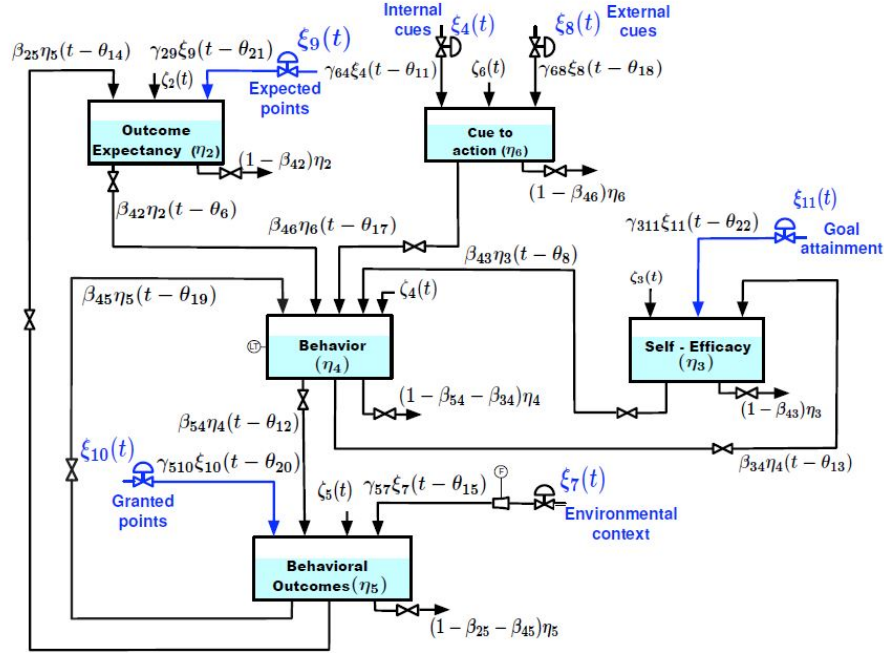 Internal cues
ξ₄(t)
ξ₈(t)
External cues
β₂₅η₅(t − θ₁₄)
γ₂₉ξ₉(t − θ₂₁)
ξ₉(t)
Expected points
ζ₂(t)
γ₆₄ξ₄(t − θ₁₁)
ζ₆(t)
γ₆₈ξ₈(t − θ₁₈)
Outcome
Expectancy (η₂)
Cue to
action (η₆)
(1 − β₄₂)η₂
(1 − β₄₆)η₆
β₄₂η₂(t − θ₆)
β₄₆η₆(t − θ₁₇)
ξ₁₁(t)
γ₃₁₁ξ₁₁(t − θ₂₂)
Goal
attainment
β₄₃η₃(t − θ₈)
β₄₅η₅(t − θ₁₉)
ζ₄(t)
ζ₃(t)
LT
Behavior
(η₄)
Self - Efficacy
(η₃)
(1 − β₅₄ − β₃₄)η₄
(1 − β₄₃)η₃
β₅₄η₄(t − θ₁₂)
β₃₄η₄(t − θ₁₃)
ξ₁₀(t)
γ₅₁₀ξ₁₀(t − θ₂₀)
Granted
points
ζ₅(t)
γ₅₇ξ₇(t − θ₁₅)
F
ξ₇(t)
Environmental
context
Behavioral
Outcomes (η₅)
(1 − β₂₅ − β₄₅)η₅